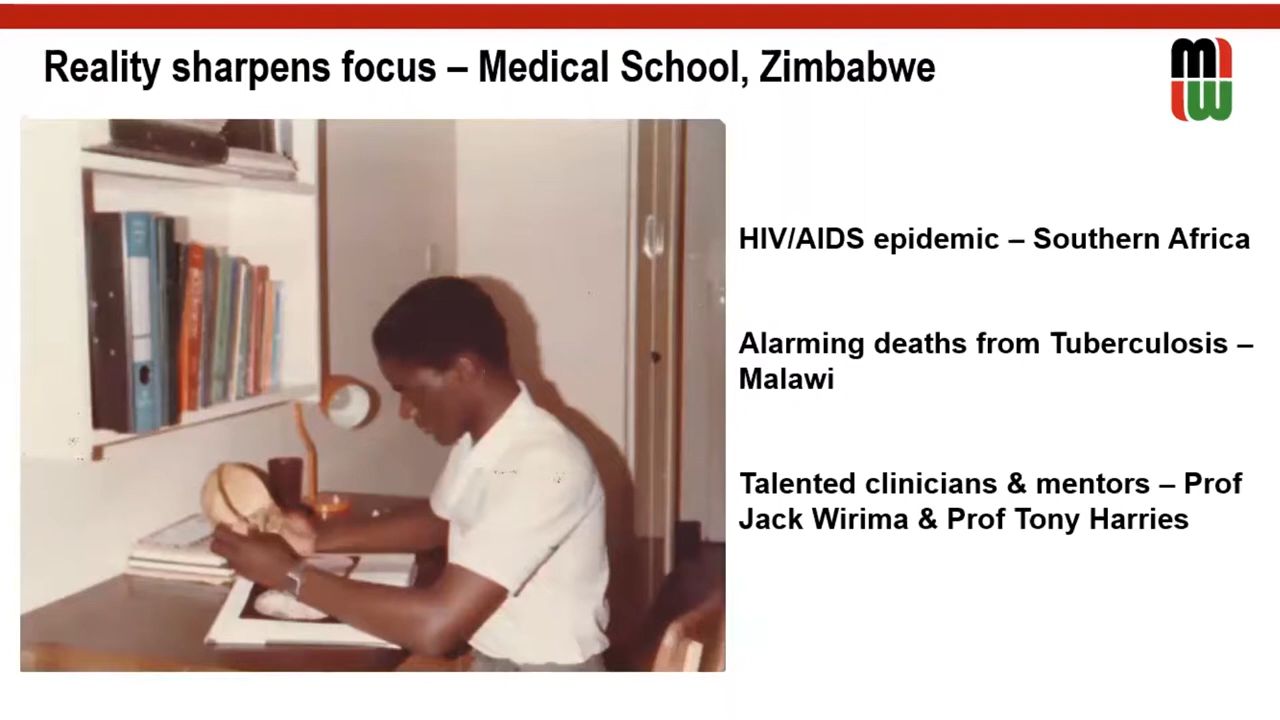 Reality sharpens focus – Medical School, Zimbabwe
MLW
HIV/AIDS epidemic – Southern Africa
Alarming deaths from Tuberculosis –
Malawi
Talented clinicians & mentors – Prof
Jack Wirima & Prof Tony Harries